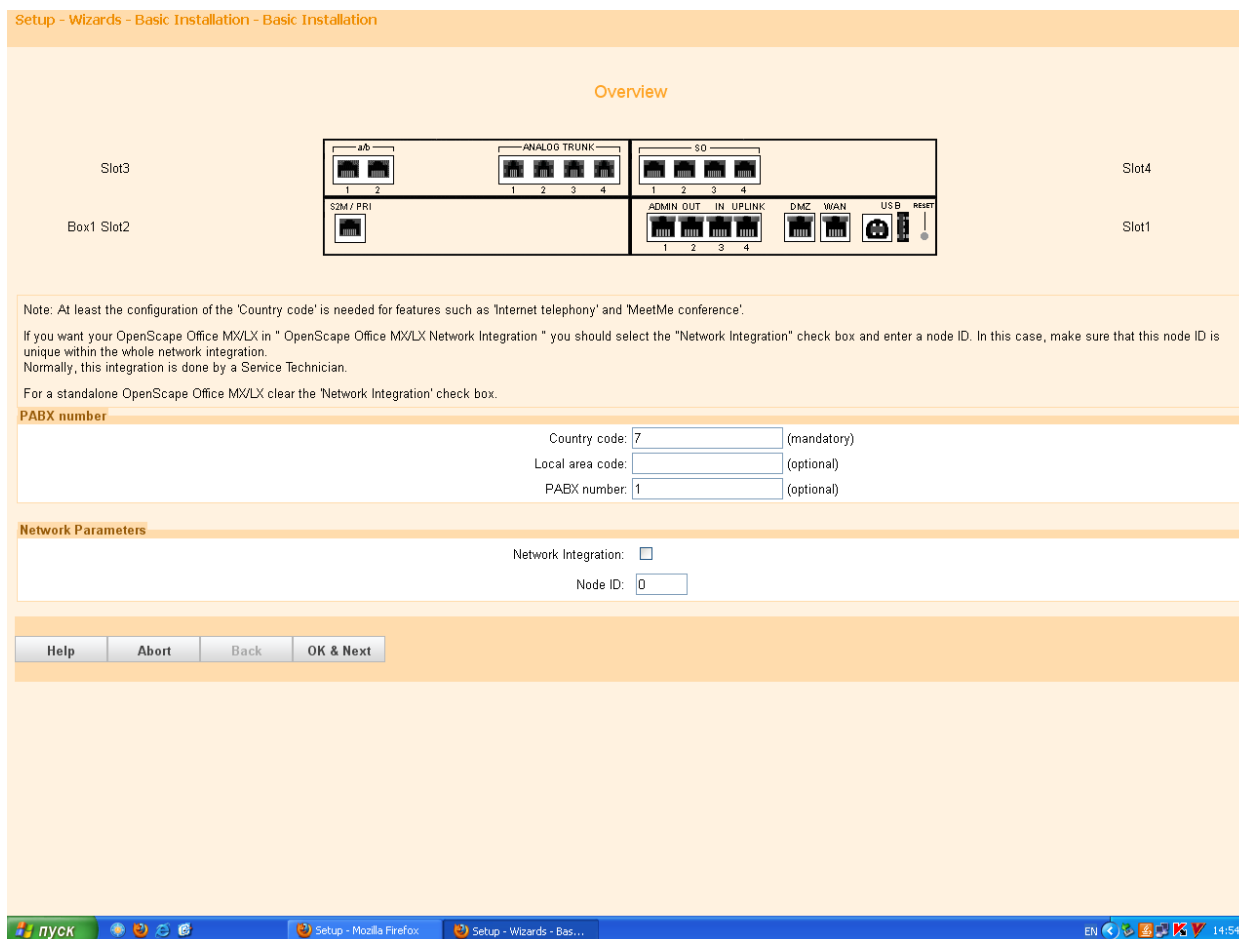 Setup - Wizards - Basic Installation - Basic Installation
Overview
Slot3
a/b
1 2
ANALOG TRUNK
1 2 3 4
S0
1 2 3 4
Slot4
Box1 Slot2
S2M / PRI
ADMIN OUT IN UPLINK
1 2 3 4
DMZ WAN
USB
RESET
Slot1
Note: At least the configuration of the 'Country code' is needed for features such as 'Internet telephony' and 'MeetMe conference'.
If you want your OpenScape Office MX/LX in " OpenScape Office MX/LX Network Integration " you should select the "Network Integration" check box and enter a node ID. In this case, make sure that this node ID is
unique within the whole network integration.
Normally, this integration is done by a Service Technician.
For a standalone OpenScape Office MX/LX clear the 'Network Integration' check box.
PABX number
Country code: 7 (mandatory)
Local area code: (optional)
PABX number: 1 (optional)
Network Parameters
Network Integration:
Node ID: 0
Help Abort Back OK & Next
пуск Setup - Mozilla Firefox Setup - Wizards - Bas... EN 14:54